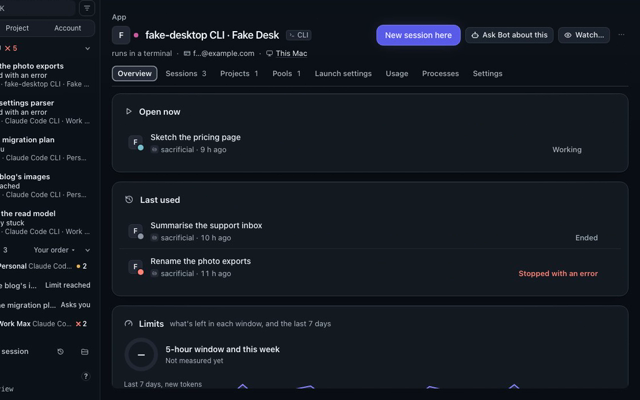 K
Project Account
5
the photo exports
d with an error
· fake-desktop CLI · Fake ...
settings parser
d with an error
· Claude Code CLI · Work ...
migration plan
u
· Claude Code CLI · Pers...
blog's images
ached
· Claude Code CLI · Pers...
the read model
y stuck
· Claude Code CLI · Work ...
3 Your order
Personal Claude Cod... 2
e blog's i... Limit reached
e migration pl... Asks you
Work Max Claude Co... 2
session
?
view
App
F fake-desktop CLI · Fake Desk CLI
New session here
Ask Bot about this
Watch...
runs in a terminal · f...@example.com · This Mac
Overview Sessions 3 Projects 1 Pools 1 Launch settings Usage Processes Settings
Open now
F Sketch the pricing page
sacrificial · 9 h ago
Working
Last used
F Summarise the support inbox
sacrificial · 10 h ago
Ended
F Rename the photo exports
sacrificial · 11 h ago
Stopped with an error
Limits what's left in each window, and the last 7 days
– 5-hour window and this week
Not measured yet
Last 7 days, new tokens